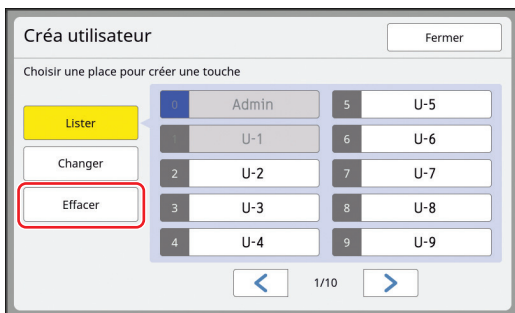 Créa utilisateur
Fermer
Choisir une place pour créer une touche
Lister
Changer
Effacer
0 Admin
1 U-1
2 U-2
3 U-3
4 U-4
5 U-5
6 U-6
7 U-7
8 U-8
9 U-9
1/10